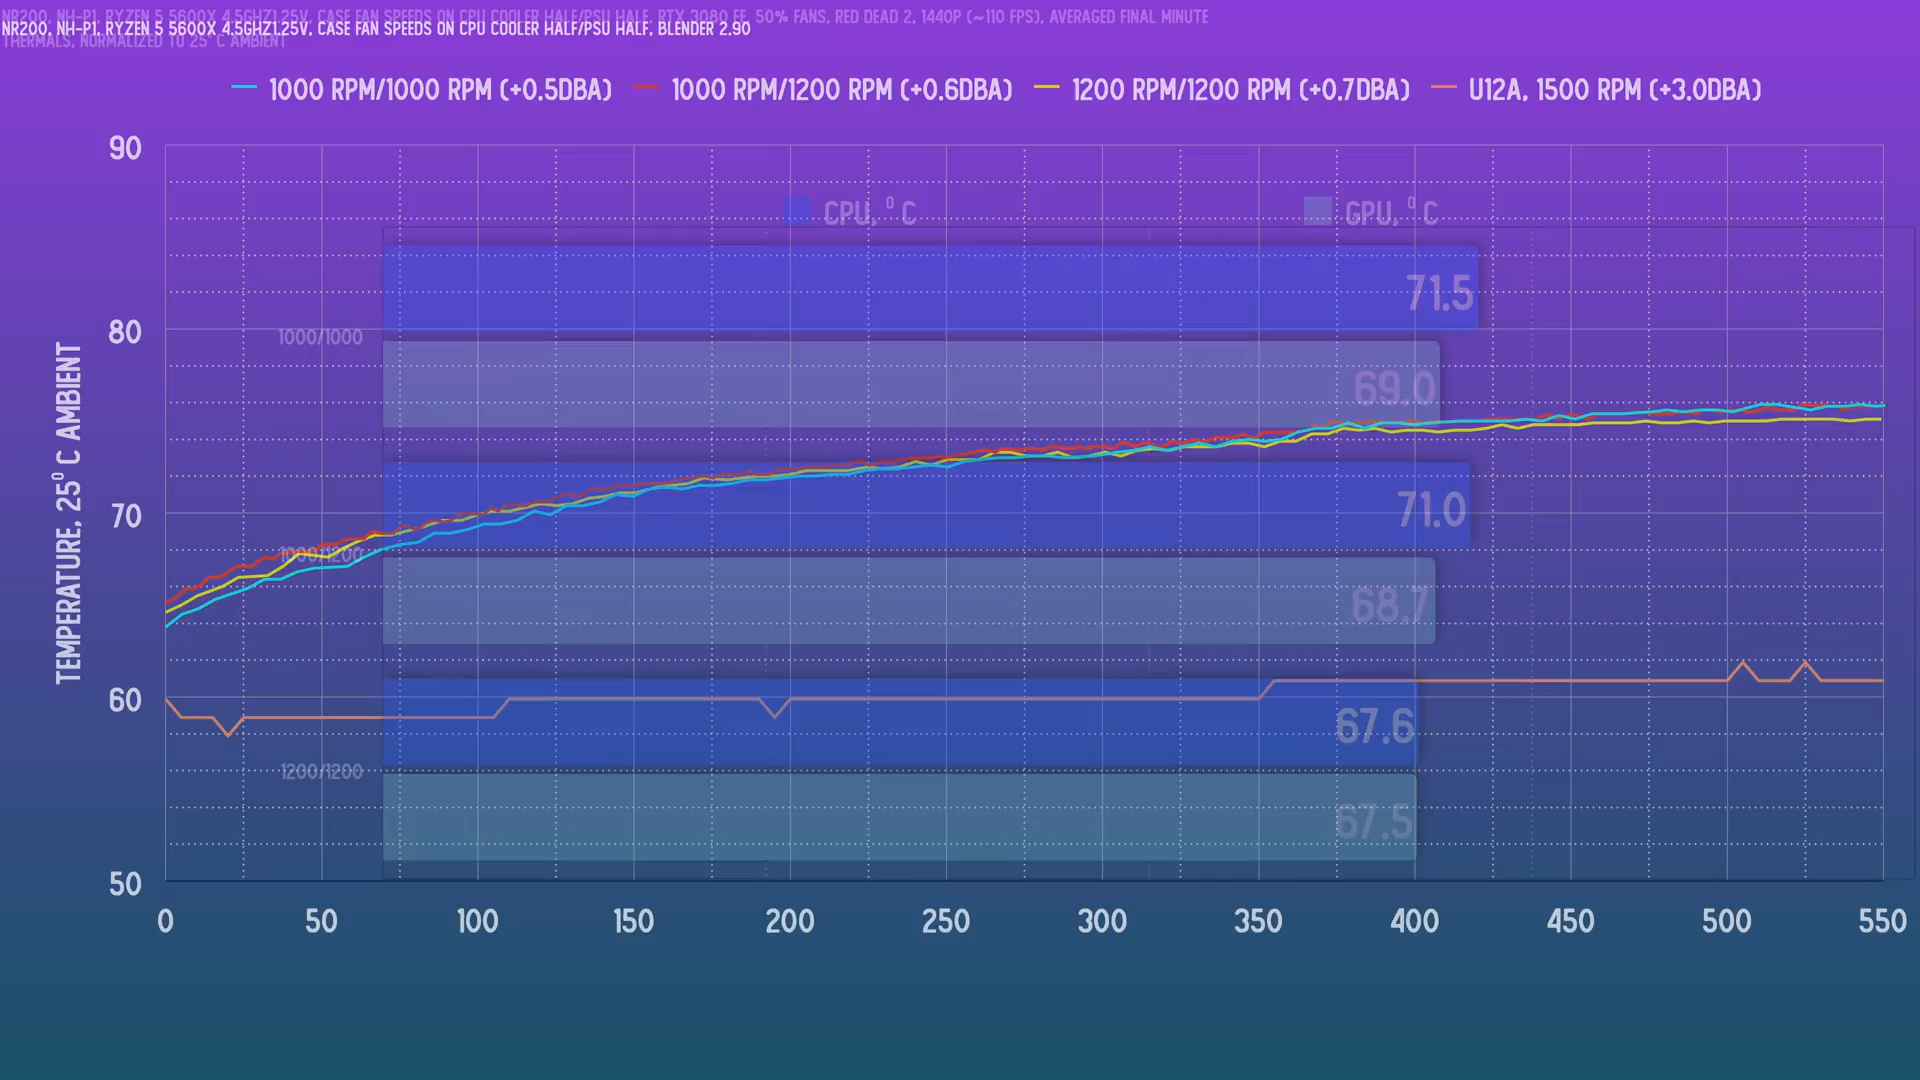 NR200, NH-P1, RYZEN 5 5600X 4.5GHZ1.25V, CASE FAN SPEEDS ON CPU COOLER HALF/PSU HALF, RTX 3080 FE, 50% FANS, RED DEAD 2, 1440P (~110 FPS), AVERAGED FINAL MINUTE
NR200, NH-P1, RYZEN 5 5600X 4.5GHZ1.25V, CASE FAN SPEEDS ON CPU COOLER HALF/PSU HALF, BLENDER 2.90
THERMALS, NORMALIZED TO 25° C AMBIENT
1000 RPM/1000 RPM (+0.5DBA) 1000 RPM/1200 RPM (+0.6DBA) 1200 RPM/1200 RPM (+0.7DBA) U12A, 1500 RPM (+3.0DBA)
90
CPU, ⁰ C GPU, ⁰ C
71.5
80
1000/1000
69.0
TEMPERATURE, 25⁰ C AMBIENT
70
71.0
1000/1200
68.7
60
67.6
1200/1200
67.5
50
0 50 100 150 200 250 300 350 400 450 500 550